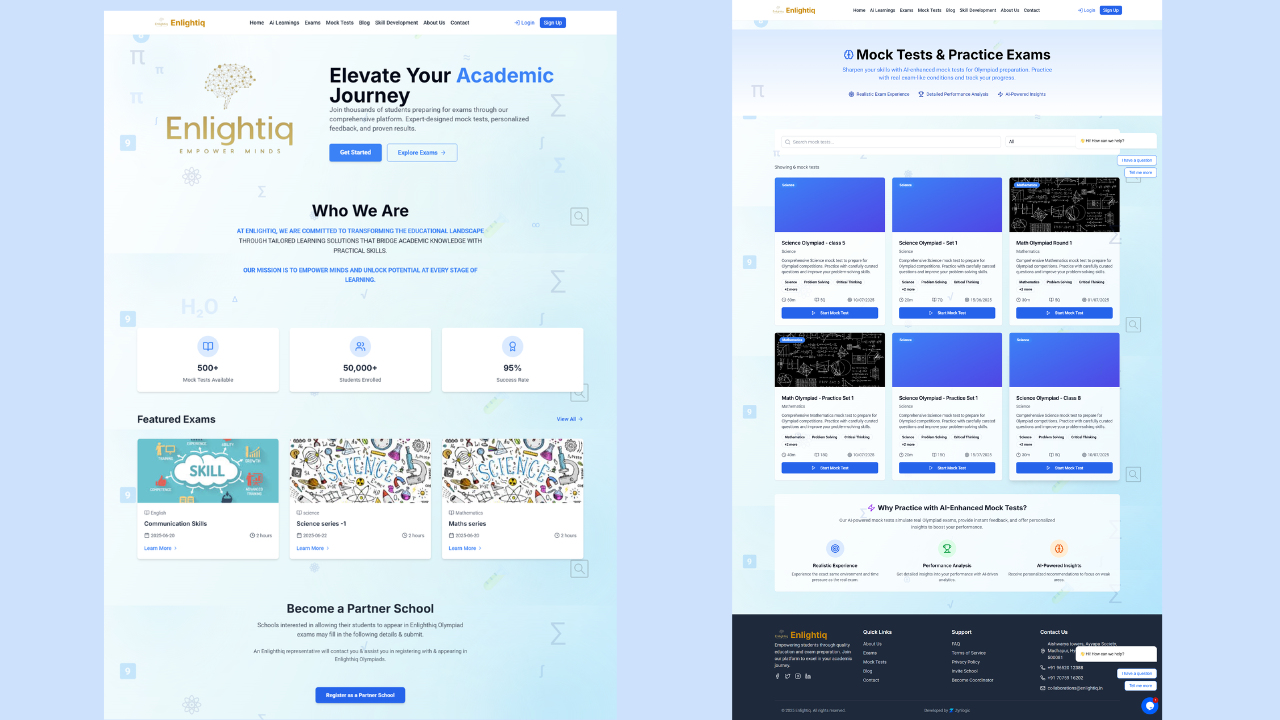 Enlightiq
Home Ai Learnings Exams Mock Tests Blog Skill Development About Us Contact
Login Sign Up
Enlightiq
EMPOWER MINDS
Elevate Your Academic
Journey
Join thousands of students preparing for exams through our
comprehensive platform. Expert-designed mock tests, personalized
feedback, and proven results.
Get Started Explore Exams →
Who We Are
AT ENLIGHTIQ, WE ARE COMMITTED TO TRANSFORMING THE EDUCATIONAL LANDSCAPE
THROUGH TAILORED LEARNING SOLUTIONS THAT BRIDGE ACADEMIC KNOWLEDGE WITH
PRACTICAL SKILLS.
OUR MISSION IS TO EMPOWER MINDS AND UNLOCK POTENTIAL AT EVERY STAGE OF
LEARNING.
500+
Mock Tests Available
50,000+
Students Enrolled
95%
Success Rate
Featured Exams
View All →
SKILL
English
Communication Skills
2025-06-20 2 hours
Learn More >
SCIENCE
science
Science series -1
2025-06-22 2 hours
Learn More >
SCIENCE
Mathematics
Maths series
2025-06-30 2 hours
Learn More >
Become a Partner School
Schools interested in allowing their students to appear in Enlighthiq Olympiad
exams may fill in the following details & submit.
An Enlightiq representative will contact you to assist you in registering with & appearing in
Enlightiq Olympiads.
Register as a Partner School
Enlightiq
Home Ai Learnings Exams Mock Tests Blog Skill Development About Us Contact
Login Sign Up
Mock Tests & Practice Exams
Sharpen your skills with AI-enhanced mock tests for Olympiad preparation. Practice
with real exam-like conditions and track your progress.
Realistic Exam Experience Detailed Performance Analysis AI-Powered Insights
Search mock tests...
All
Hi! How can we help?
I have a question
Tell me more
Showing 6 mock tests
Science
Science Olympiad - class 5
Science
Comprehensive Science mock test to prepare for
Olympiad competitions. Practice with carefully curated
questions and improve your problem-solving skills.
Science Problem Solving Critical Thinking
+2 more
60m 5Q 10/07/2025
Start Mock Test
Science
Science Olympiad - Set 1
Science
Comprehensive Science mock test to prepare for
Olympiad competitions. Practice with carefully curated
questions and improve your problem-solving skills.
Science Problem Solving Critical Thinking
+2 more
20m 7Q 15/06/2025
Start Mock Test
Mathematics
Math Olympiad Round 1
Mathematics
Comprehensive Mathematics mock test to prepare for
Olympiad competitions. Practice with carefully curated
questions and improve your problem-solving skills.
Mathematics Problem Solving Critical Thinking
+2 more
30m 8Q 01/07/2025
Start Mock Test
Mathematics
Math Olympiad - Practice Set 1
Mathematics
Comprehensive Mathematics mock test to prepare for
Olympiad competitions. Practice with carefully curated
questions and improve your problem-solving skills.
Mathematics Problem Solving Critical Thinking
+2 more
40m 10Q 10/07/2025
Start Mock Test
Science
Science Olympiad - Practice Set 1
Science
Comprehensive Science mock test to prepare for
Olympiad competitions. Practice with carefully curated
questions and improve your problem-solving skills.
Science Problem Solving Critical Thinking
+2 more
20m 10Q 15/07/2025
Start Mock Test
Science
Science Olympiad - Class 8
Science
Comprehensive Science mock test to prepare for
Olympiad competitions. Practice with carefully curated
questions and improve your problem-solving skills.
Science Problem Solving Critical Thinking
+2 more
30m 8Q 10/07/2025
Start Mock Test
Why Practice with AI-Enhanced Mock Tests?
Our AI-powered mock tests simulate real Olympiad exams, provide instant feedback, and offer personalized
insights to boost your performance.
Realistic Experience
Experience the exact same environment and time
pressure as the real exam.
Performance Analysis
Get detailed insights into your performance with AI-driven
analytics.
AI-Powered Insights
Receive personalized recommendations to focus on weak
areas.
Enlightiq
Empowering students through quality
education and exam preparation. Join
our platform to excel in your academic
journey.
Quick Links
About Us
Exams
Mock Tests
Blog
Contact
Support
FAQ
Terms of Service
Privacy Policy
Invite School
Become Coordinator
Contact Us
Aishwarya towers, Ayyapa Society,
Madhapur,
500081
+91 96520 12388
+91 70759 16202
collaborations@enlightiq.in
Hi! How can we help?
I have a question
Tell me more
© 2025 Enlightiq. All rights reserved.
Developed by Zynlogic